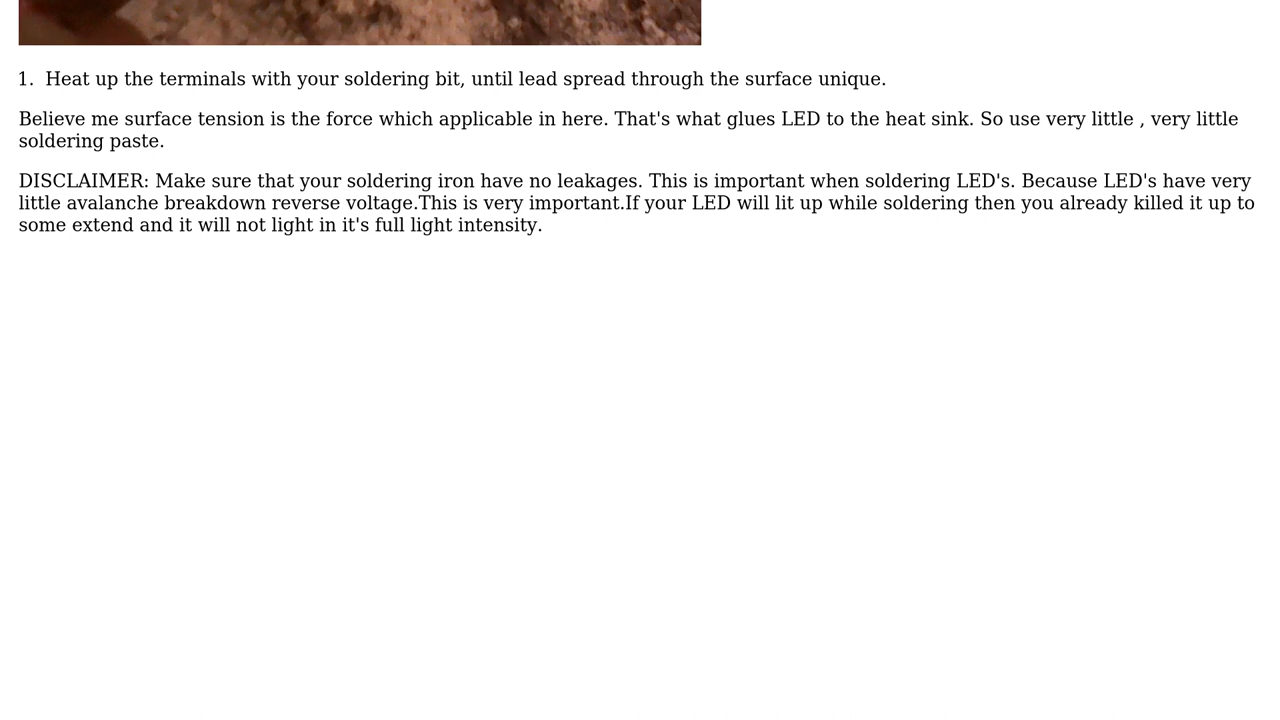 1. Heat up the terminals with your soldering bit, until lead spread through the surface unique.
Believe me surface tension is the force which applicable in here. That's what glues LED to the heat sink. So use very little , very little
soldering paste.
DISCLAIMER: Make sure that your soldering iron have no leakages. This is important when soldering LED's. Because LED's have very
little avalanche breakdown reverse voltage.This is very important.If your LED will lit up while soldering then you already killed it up to
some extend and it will not light in it's full light intensity.